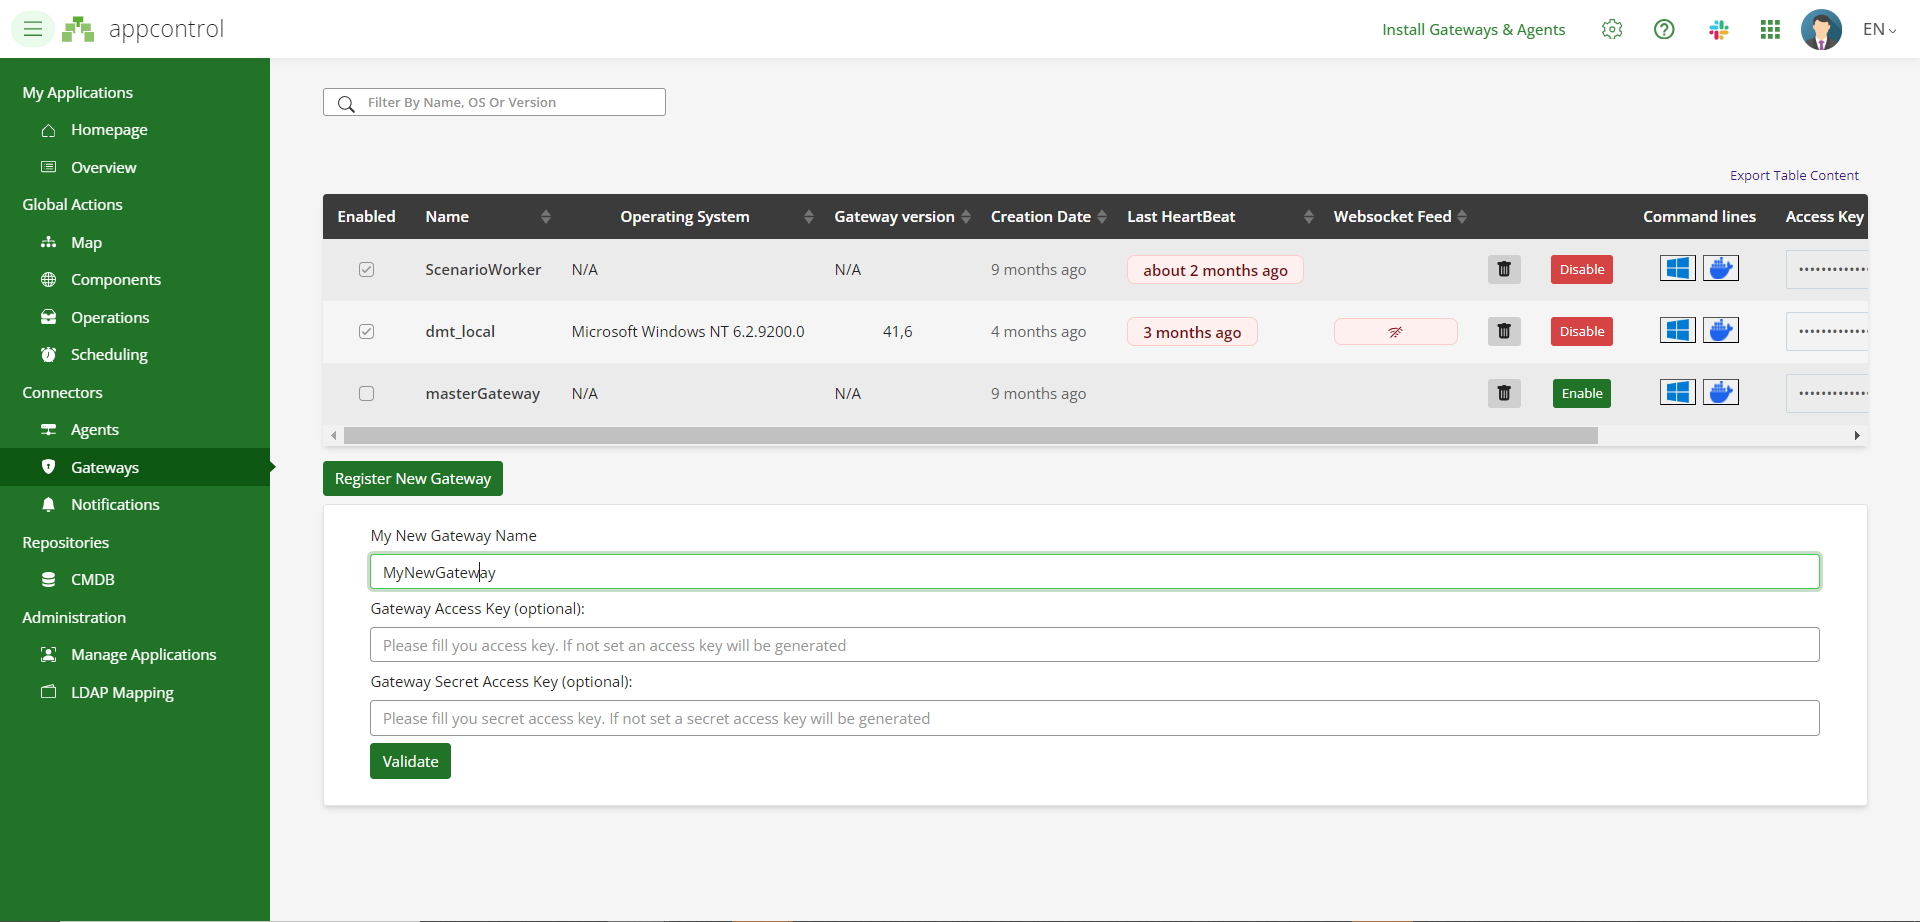 appcontrol
Install Gateways & Agents
EN
My Applications
Homepage
Overview
Global Actions
Map
Components
Operations
Scheduling
Connectors
Agents
Gateways
Notifications
Repositories
CMDB
Administration
Manage Applications
LDAP Mapping
Filter By Name, OS Or Version
Export Table Content
Enabled Name Operating System Gateway version Creation Date Last HeartBeat Websocket Feed Command lines Access Key
ScenarioWorker N/A N/A 9 months ago about 2 months ago Disable
dmt_local Microsoft Windows NT 6.2.9200.0 41,6 4 months ago 3 months ago Disable
masterGateway N/A N/A 9 months ago Enable
Register New Gateway
My New Gateway Name
MyNewGateway
Gateway Access Key (optional):
Please fill you access key. If not set an access key will be generated
Gateway Secret Access Key (optional):
Please fill you secret access key. If not set a secret access key will be generated
Validate